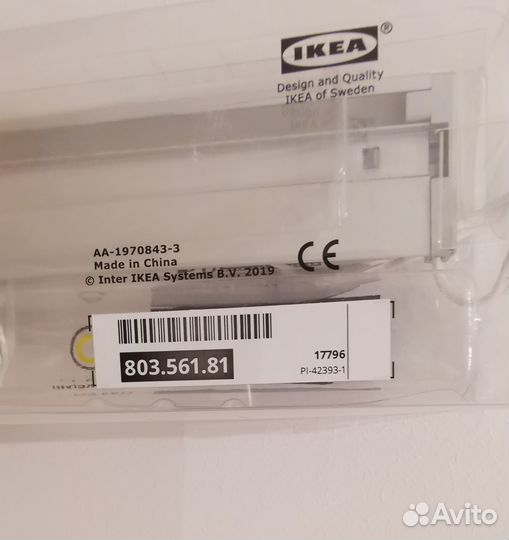 IKEA®
Design and Quality
IKEA of Sweden
AA-1970843-3
Made in China
© Inter IKEA Systems B.V. 2019
CE
803.561.81
17796
PI-42393-1
Avito